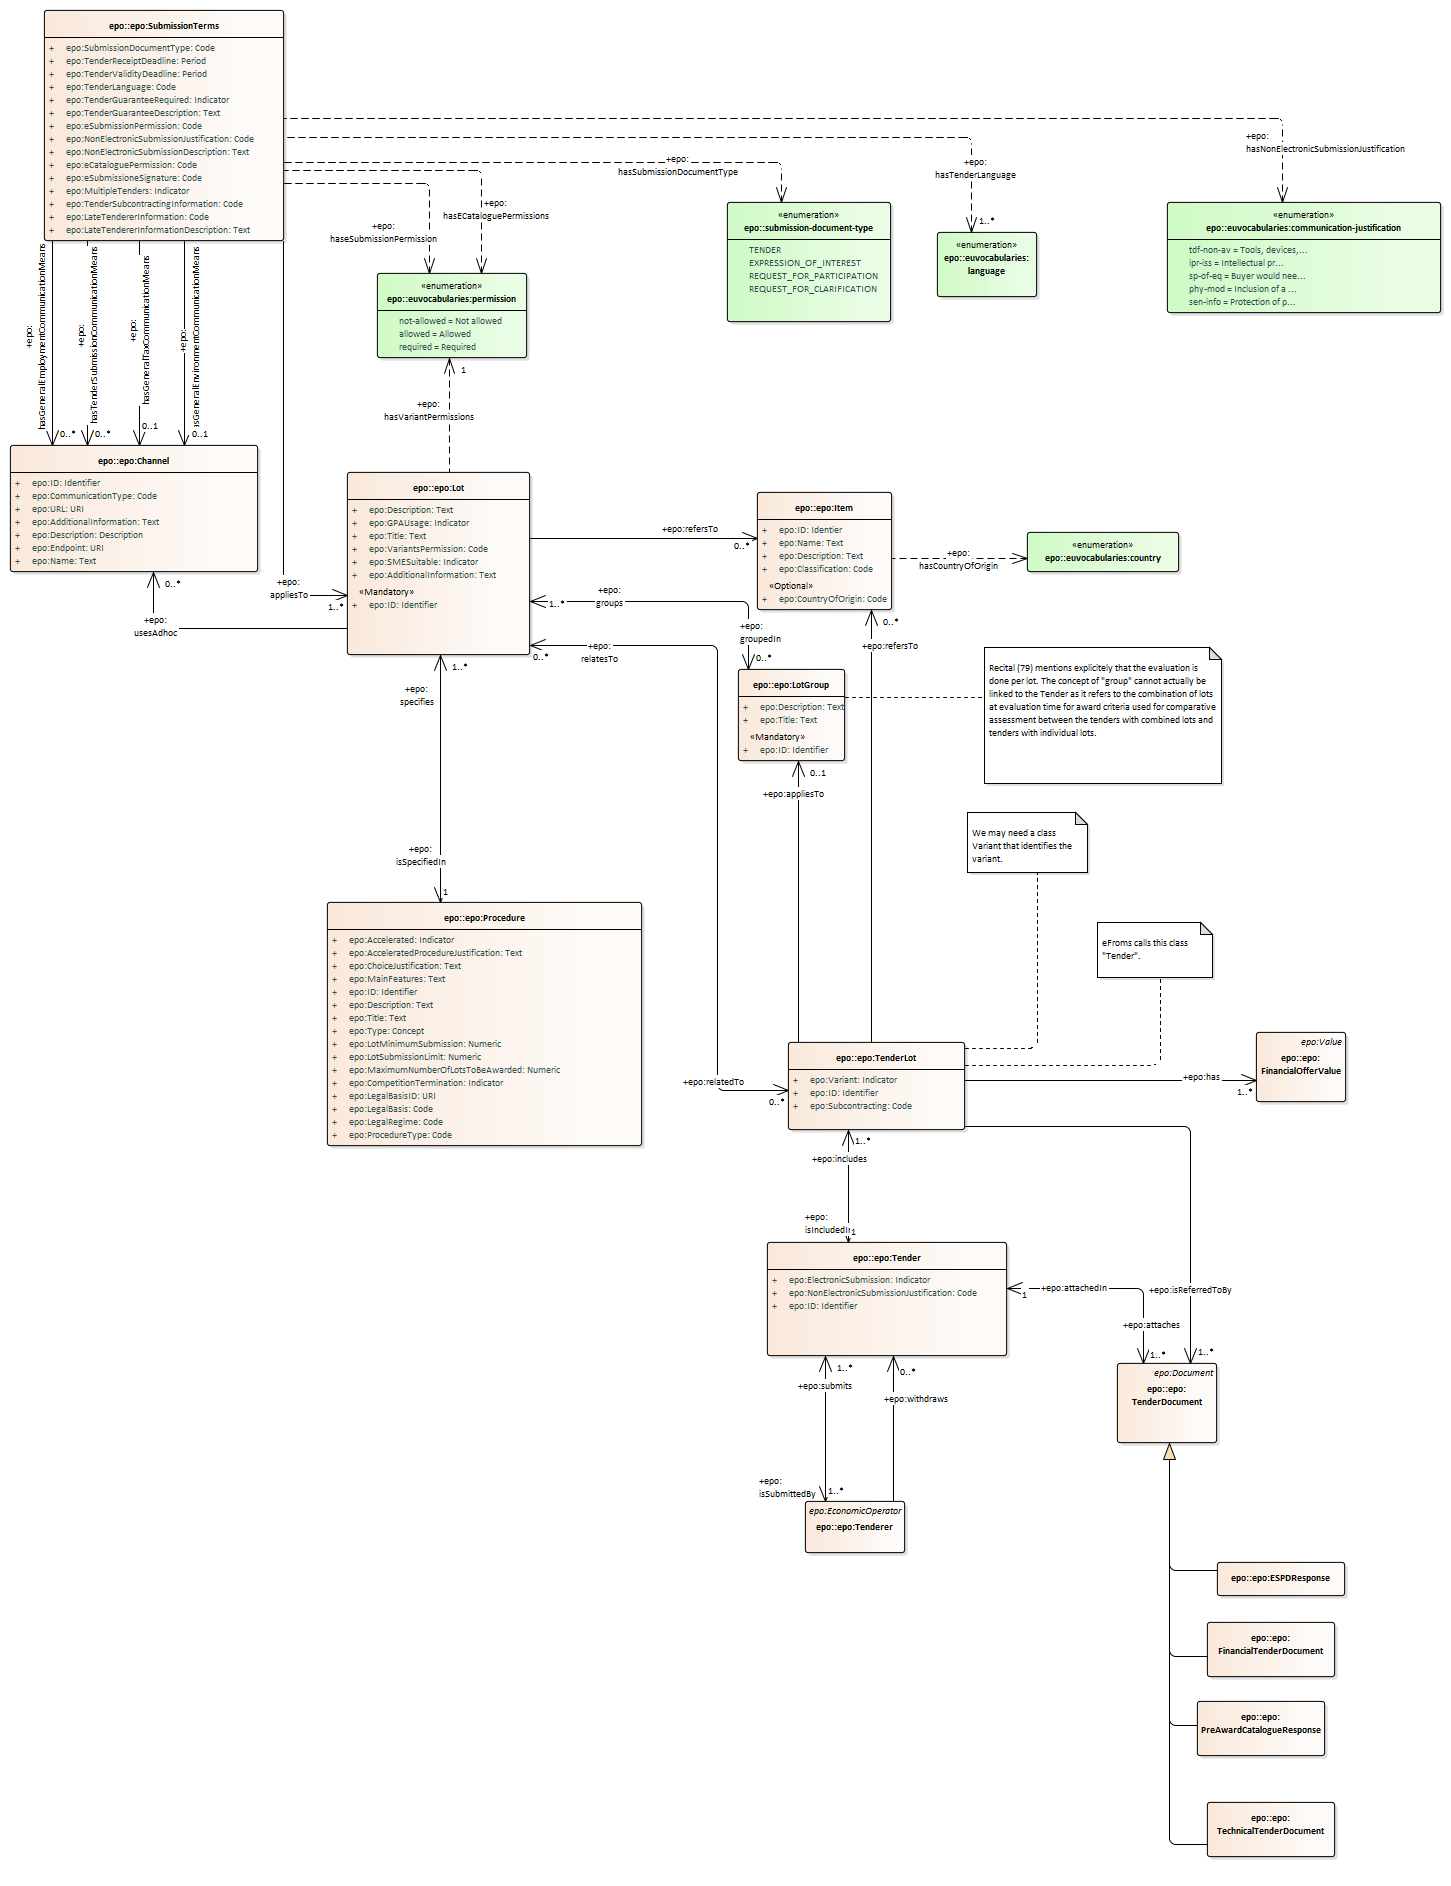 epo::epo:SubmissionTerms
+ epo:SubmissionDocumentType: Code
+ epo:TenderReceiptDeadline: Period
+ epo:TenderValidityDeadline: Period
+ epo:TenderLanguage: Code
+ epo:TenderGuaranteeRequired: Indicator
+ epo:TenderGuaranteeDescription: Text
+ epo:eSubmissionPermission: Code
+ epo:NonElectronicSubmissionJustification: Code
+ epo:NonElectronicSubmissionDescription: Text
+ epo:eCataloguePermission: Code
+ epo:eSubmissioneSignature: Code
+ epo:MultipleTenders: Indicator
+ epo:TenderSubcontractingInformation: Code
+ epo:LateTendererInformation: Code
+ epo:LateTendererInformationDescription: Text
+epo:
hasSubmissionDocumentType
+epo:
hasTenderLanguage
1..*
+epo:
hasNonElectronicSubmissionJustification
+epo:
hasECataloguePermissions
+epo:
haseSubmissionPermission
«enumeration»
epo::submission-document-type
TENDER
EXPRESSION_OF_INTEREST
REQUEST_FOR_PARTICIPATION
REQUEST_FOR_CLARIFICATION
«enumeration»
epo::euvocabularies:
language
«enumeration»
epo::euvocabularies:communication-justification
tdf-non-av = Tools, devices,...
ipr-iss = Intellectual pr...
sp-of-eq = Buyer would nee...
phy-mod = Inclusion of a ...
sen-info = Protection of p...
«enumeration»
epo::euvocabularies:permission
not-allowed = Not allowed
allowed = Allowed
required = Required
1
+epo:
hasVariantPermissions
+epo:
hasGeneralEmploymentCommunicationMeans
0..*
+epo:
hasTenderSubmissionCommunicationMeans
0..*
+epo:
hasGeneralTaxCommunicationMeans
0..1
+epo:
isGeneralEnvironmentCommunicationMeans
0..1
epo::epo:Channel
+ epo:ID: Identifier
+ epo:CommunicationType: Code
+ epo:URL: URI
+ epo:AdditionalInformation: Text
+ epo:Description: Description
+ epo:Endpoint: URI
+ epo:Name: Text
0..*
+epo:
usesAdhoc
+epo:
appliesTo
1..*
epo::epo:Lot
+ epo:Description: Text
+ epo:GPAUsage: Indicator
+ epo:Title: Text
+ epo:VariantsPermission: Code
+ epo:SMESuitable: Indicator
+ epo:AdditionalInformation: Text
«Mandatory»
+ epo:ID: Identifier
+epo:refersTo
0..*
epo::epo:Item
+ epo:ID: Identier
+ epo:Name: Text
+ epo:Description: Text
+ epo:Classification: Code
«Optional»
+ epo:CountryOfOrigin: Code
+epo:
hasCountryOfOrigin
«enumeration»
epo::euvocabularies:country
1..*
+epo:
groups
+epo:
groupedIn
0..*
0..*
+epo:
relatesTo
0..*
+epo:refersTo
epo::epo:LotGroup
+ epo:Description: Text
+ epo:Title: Text
«Mandatory»
+ epo:ID: Identifier
Recital (79) mentions explicitely that the evaluation is
done per lot. The concept of "group" cannot actually be
linked to the Tender as it refers to the combination of lots
at evaluation time for award criteria used for comparative
assessment between the tenders with combined lots and
tenders with individual lots.
0..1
+epo:appliesTo
1..*
+epo:
specifies
+epo:
isSpecifiedIn
1
We may need a class
Variant that identifies the
variant.
eFroms calls this class
"Tender".
epo::epo:Procedure
+ epo:Accelerated: Indicator
+ epo:AcceleratedProcedureJustification: Text
+ epo:ChoiceJustification: Text
+ epo:MainFeatures: Text
+ epo:ID: Identifier
+ epo:Description: Text
+ epo:Title: Text
+ epo:Type: Concept
+ epo:LotMinimumSubmission: Numeric
+ epo:LotSubmissionLimit: Numeric
+ epo:MaximumNumberOfLotsToBeAwarded: Numeric
+ epo:CompetitionTermination: Indicator
+ epo:LegalBasisID: URI
+ epo:LegalBasis: Code
+ epo:LegalRegime: Code
+ epo:ProcedureType: Code
+epo:relatedTo
0..*
epo::epo:TenderLot
+ epo:Variant: Indicator
+ epo:ID: Identifier
+ epo:Subcontracting: Code
+epo:has
1..*
epo:Value
epo::epo:
FinancialOfferValue
1..*
+epo:includes
+epo:
isIncludedIn
1
epo::epo:Tender
+ epo:ElectronicSubmission: Indicator
+ epo:NonElectronicSubmissionJustification: Code
+ epo:ID: Identifier
1
+epo:attachedIn
+epo:isReferredToBy
+epo:attaches
1..*
1..*
epo:Document
epo::epo:
TenderDocument
1..*
+epo:submits
0..*
+epo:withdraws
+epo:
isSubmittedBy
1..*
epo:EconomicOperator
epo::epo:Tenderer
epo::epo:ESPDResponse
epo::epo:
FinancialTenderDocument
epo::epo:
PreAwardCatalogueResponse
epo::epo:
TechnicalTenderDocument